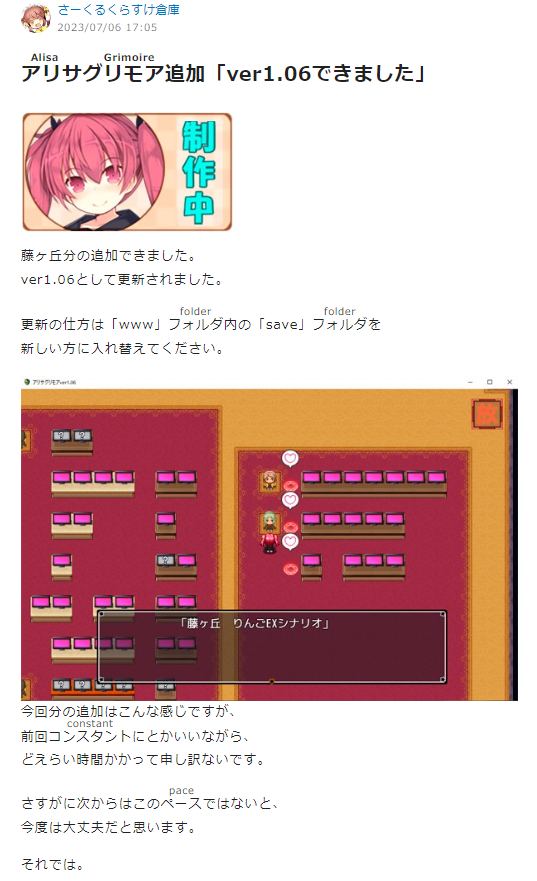 さーくるくらすけ倉庫
2023/07/06 17:05
Alisa Grimoire
アリサグリモア追加「ver1.06できました」
制作中
藤ヶ丘分の追加できました。
ver1.06として更新されました。
folder folder
更新の仕方は「www」フォルダ内の「save」フォルダを
新しい方に入れ替えてください。
アリサグリモアver1.06
「藤ヶ丘　りんごEXシナリオ」
今回分の追加はこんな感じですが、
constant
前回コンスタントにとかいいながら、
どえらい時間かかって申し訳ないです。
pace
さすがに次からはこのペースではないと、
今度は大丈夫だと思います。
それでは。